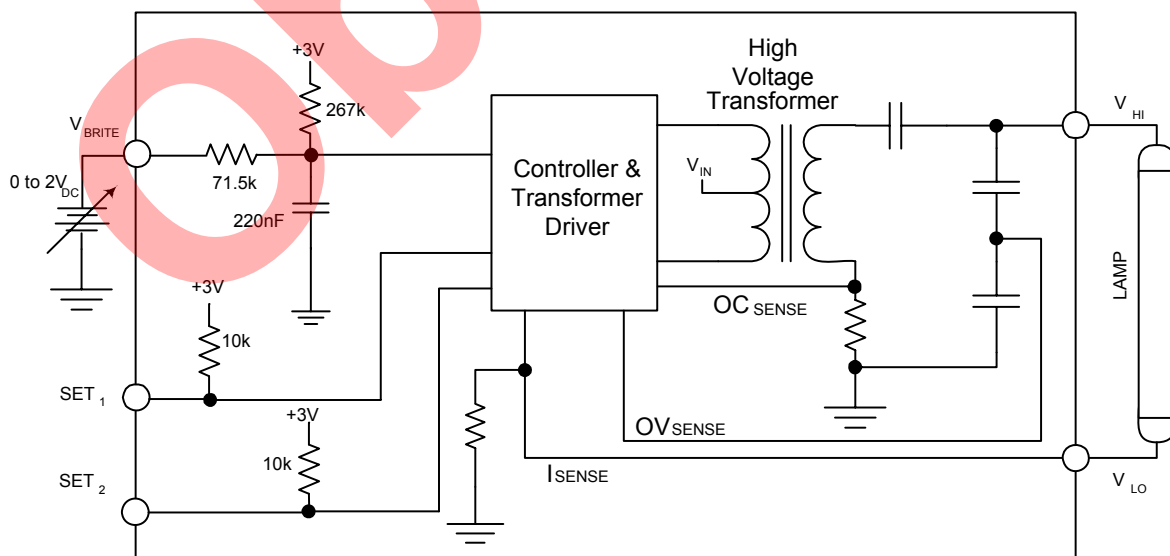 High
Voltage
Transformer
+3V
267k
V BRITE
71.5k
0 to 2V DC
220nF
Controller &
Transformer
Driver
V IN
V HI
LAMP
OC SENSE
+3V
10k
SET 1
+3V
10k
OV SENSE
SET 2
I SENSE
V LO